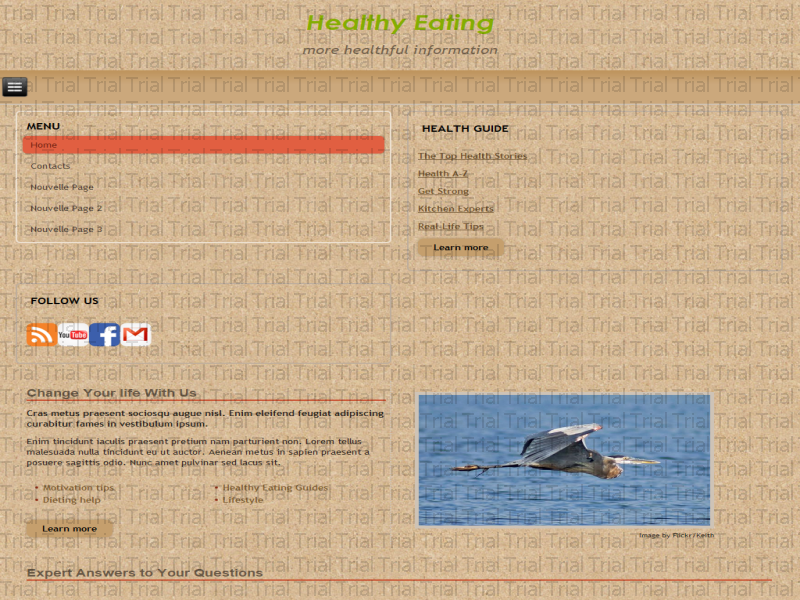 Healthy Eating
more healthful information
MENU
Home
Contacts
Nouvelle Page
Nouvelle Page 2
Nouvelle Page 3
HEALTH GUIDE
The Top Health Stories
Health A-Z
Get Strong
Kitchen Experts
Real-Life Tips
Learn more
FOLLOW US
YouTube
Change Your life With Us
Cras metus praesent sociosqu augue nisl. Enim eleifend feugiat adipiscing
curabitur fames in vestibulum ipsum.
Enim tincidunt iaculis praesent pretium nam parturient non. Lorem tellus
malesuada nulla tincidunt eu ut auctor. Aenean metus in sapien praesent a
posuere sagittis odio. Nunc amet pulvinar sed lacus sit.
• Motivation tips
• Dieting help
• Healthy Eating Guides
• Lifestyle
Learn more
Image by Flickr/Keith
Expert Answers to Your Questions
Trial